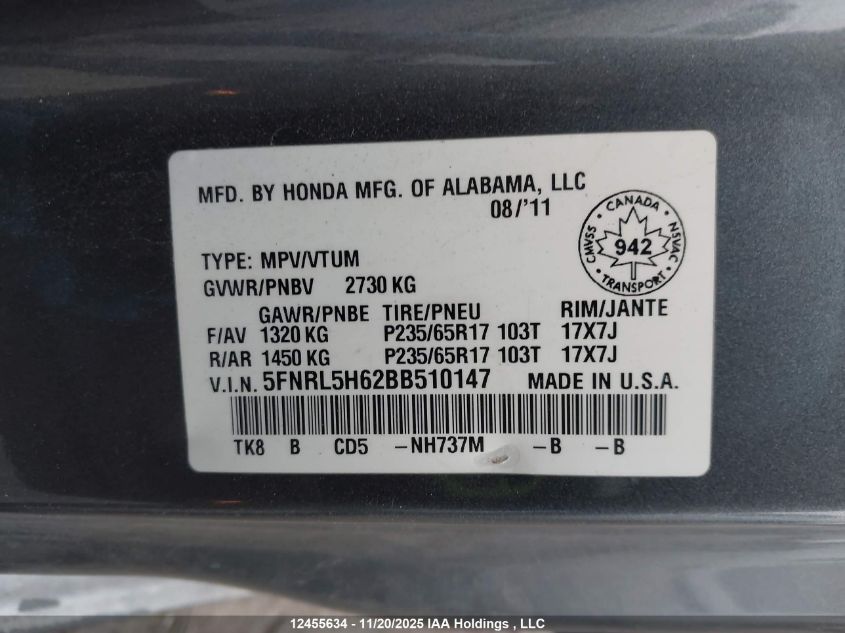 MFD. BY HONDA MFG. OF ALABAMA, LLC
08/'11
CANADA
CMVSS 942 NSVAC
TRANSPORT
TYPE: MPV/VTUM
GVWR/PNBV 2730 KG
GAWR/PNBE TIRE/PNEU RIM/JANTE
F/AV 1320 KG P235/65R17 103T 17X7J
R/AR 1450 KG P235/65R17 103T 17X7J
V.I.N. 5FNRL5H62BB510147 MADE IN U.S.A.
TK8 B CD5 -NH737M -B -B
12455634 - 11/20/2025 IAA Holdings , LLC